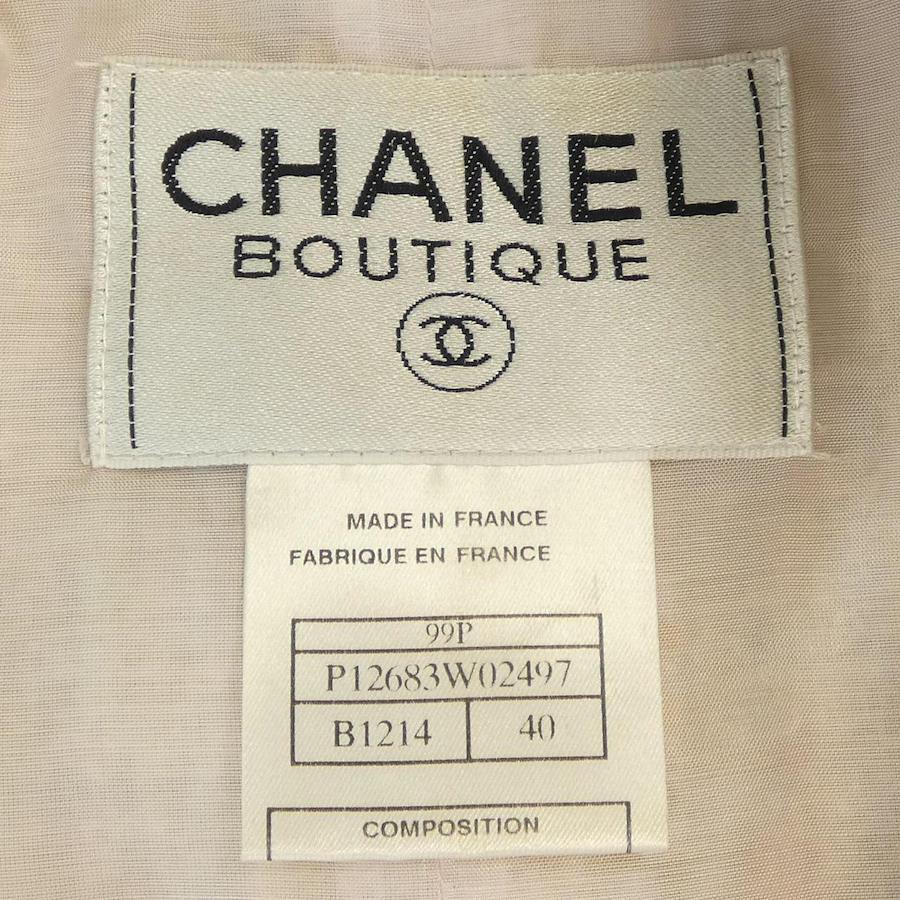 CHANEL
BOUTIQUE
MADE IN FRANCE
FABRIQUE EN FRANCE
99P
P12683W02497
B1214 40
COMPOSITION